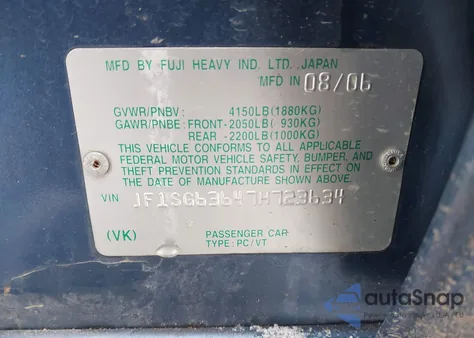 MFD BY FUJI HEAVY IND. LTD., JAPAN
MFD IN 08/06
GVWR/PNBV: 4150LB(1880KG)
GAWR/PNBE: FRONT-2050LB( 930KG)
REAR -2200LB(1000KG)
THIS VEHICLE CONFORMS TO ALL APPLICABLE
FEDERAL MOTOR VEHICLE SAFETY, BUMPER, AND
THEFT PREVENTION STANDARDS IN EFFECT ON
THE DATE OF MANUFACTURE SHOWN ABOVE.
VIN JF1SG63647H723634
(VK)
PASSENGER CAR
TYPE: PC/VT
autoSnap